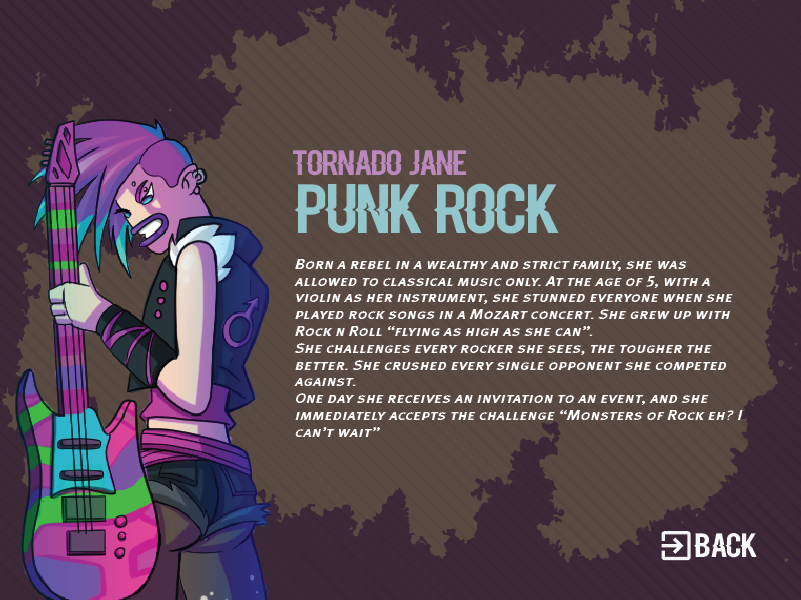 TORNADO JANE
PUNK ROCK
Born a rebel in a wealthy and strict family, she was
allowed to classical music only. At the age of 5, with a
violin as her instrument, she stunned everyone when she
played rock songs in a Mozart concert. She grew up with
Rock n Roll “flying as high as she can”.
She challenges every rocker she sees, the tougher the
better. She crushed every single opponent she competed
against.
One day she receives an invitation to an event, and she
immediately accepts the challenge “Monsters of Rock eh? I
can’t wait”
BACK